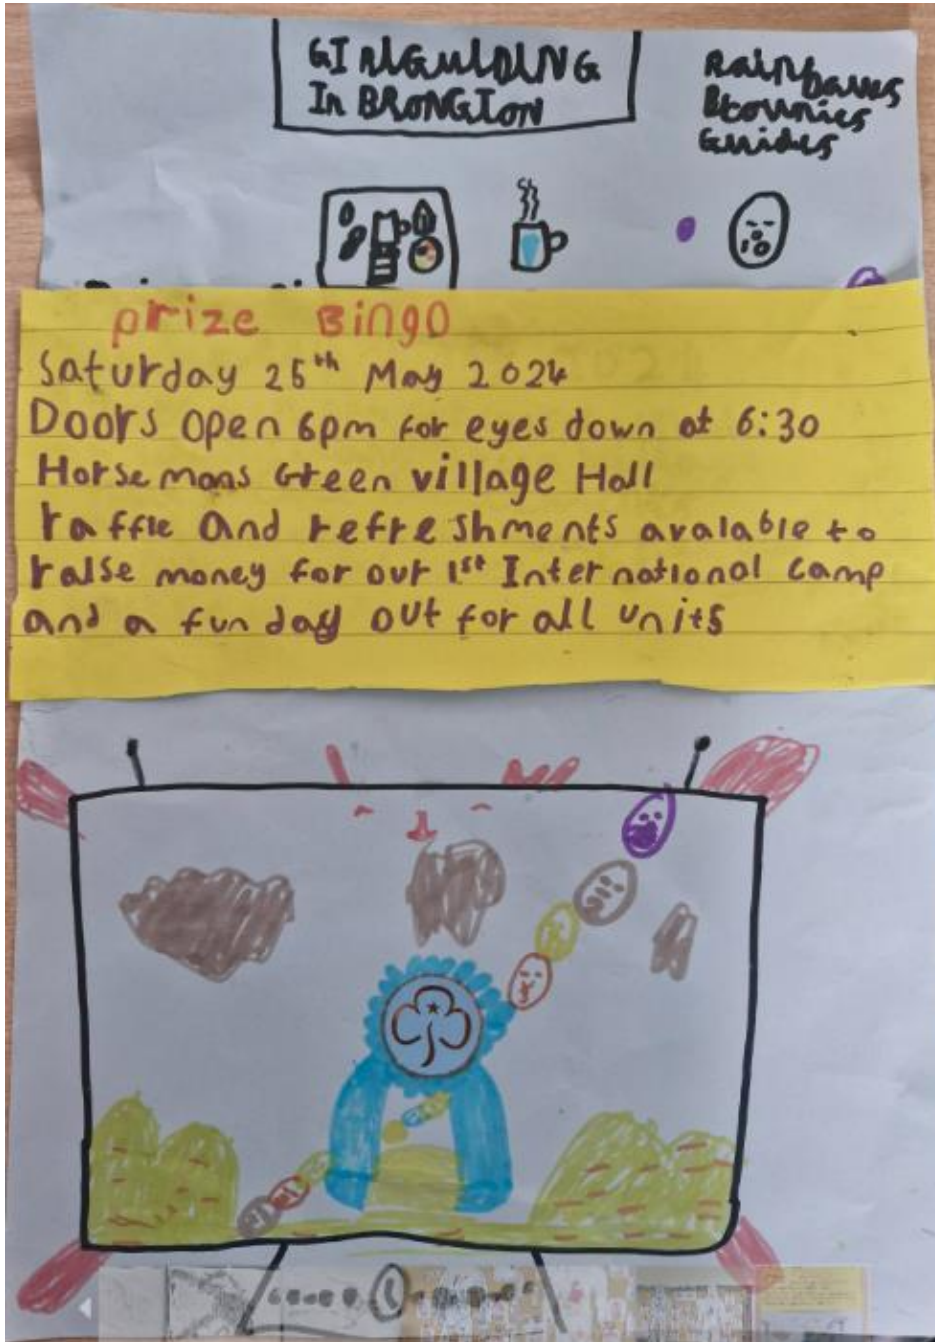 GIRlGUIDING
In BRONGTON
Rainbows
Brownies
Guides
prize Bingo
Saturday 25th May 2024
Doors open 6pm for eyes down at 6:30
Horsemans Green village Hall
raffle and refreshments avalable to
raise money for our 1st International camp
and a fun day out for all units